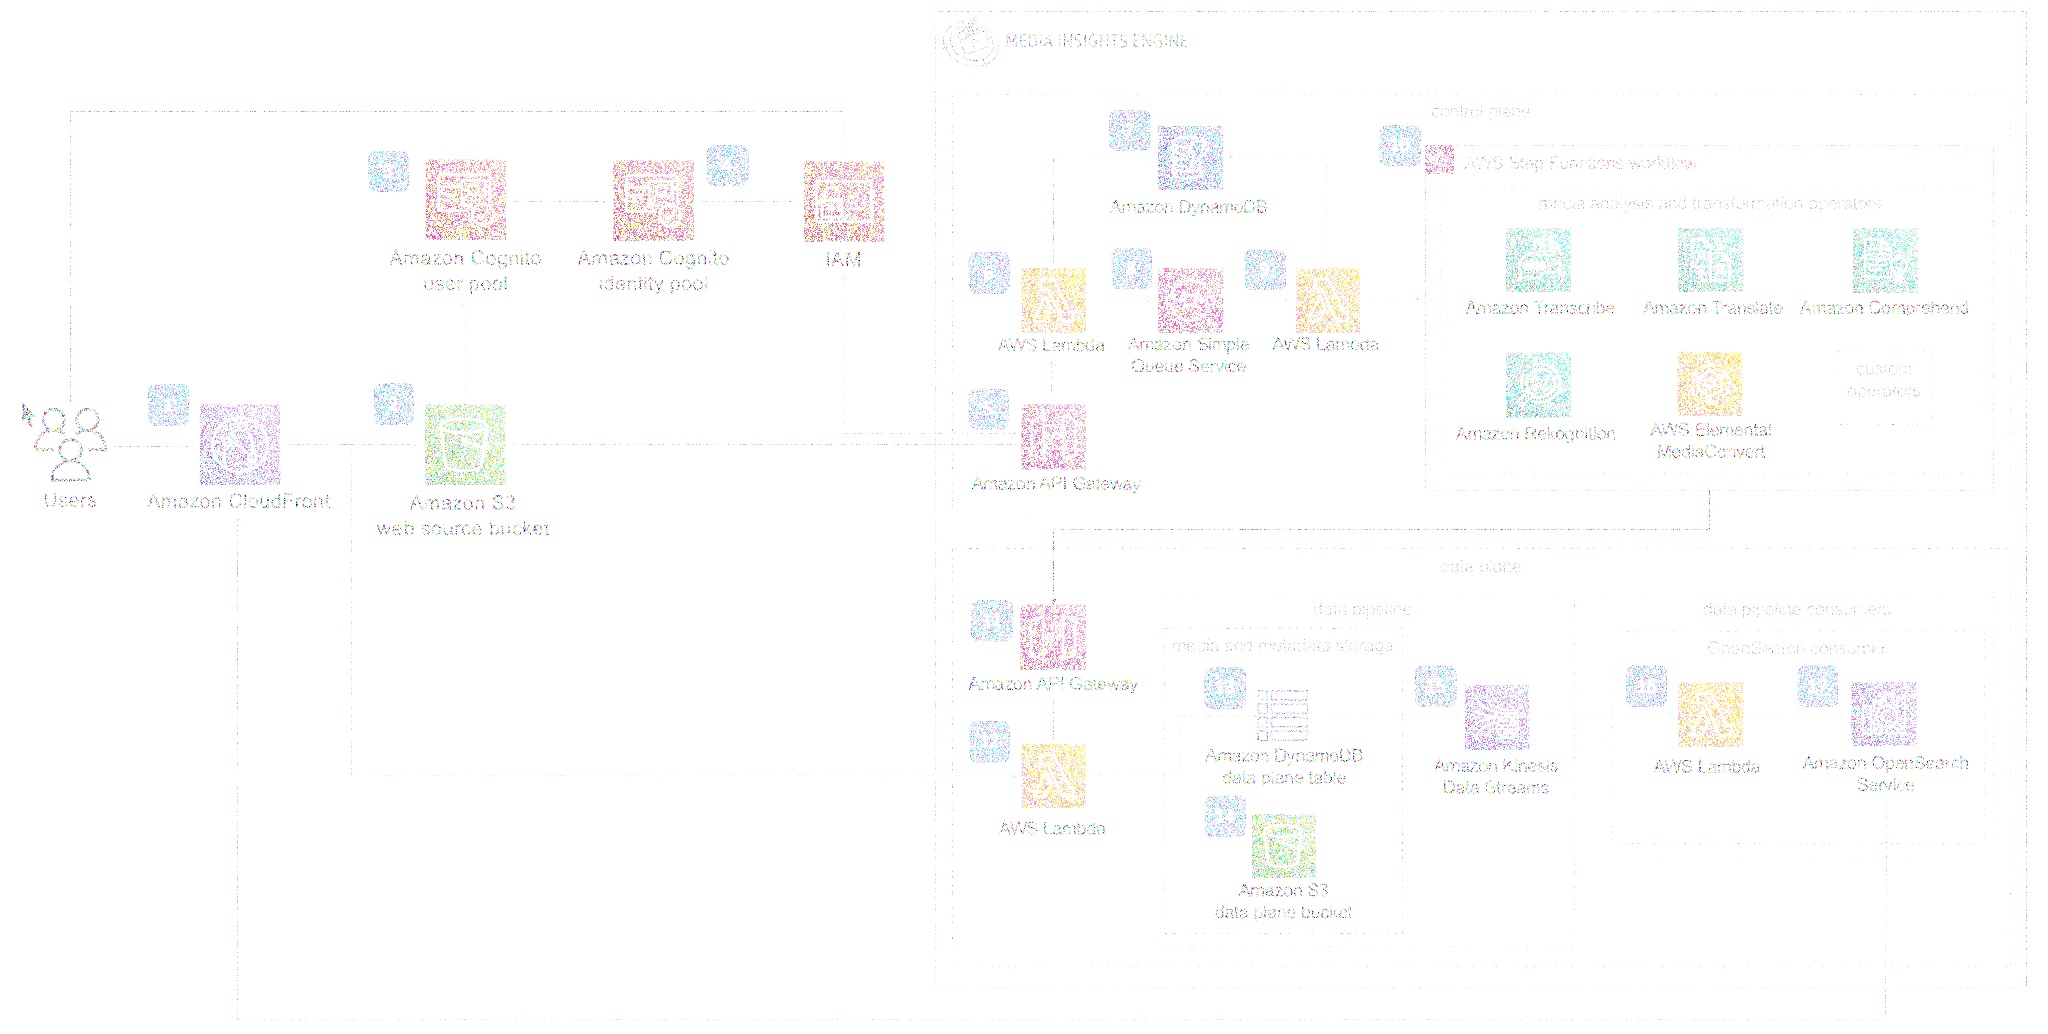 MEDIA INSIGHTS ENGINE
control plane
7
AWS Step Functions workflow
media analysis and transformation operators
Amazon DynamoDB
Amazon Cognito
user pool
Amazon Cognito
identity pool
IAM
AWS Lambda
Amazon Simple
Queue Service
AWS Lambda
Amazon Transcribe
Amazon Translate
Amazon Comprehend
custom
operators
Amazon Rekognition
AWS Elemental
MediaConvert
Amazon API Gateway
Users
Amazon CloudFront
Amazon S3
web source bucket
data plane
data pipeline
data pipeline consumers
media and metadata storage
OpenSearch consumer
Amazon API Gateway
Amazon DynamoDB
data plane table
Amazon Kinesis
Data Streams
AWS Lambda
Amazon OpenSearch
Service
AWS Lambda
Amazon S3
data plane bucket